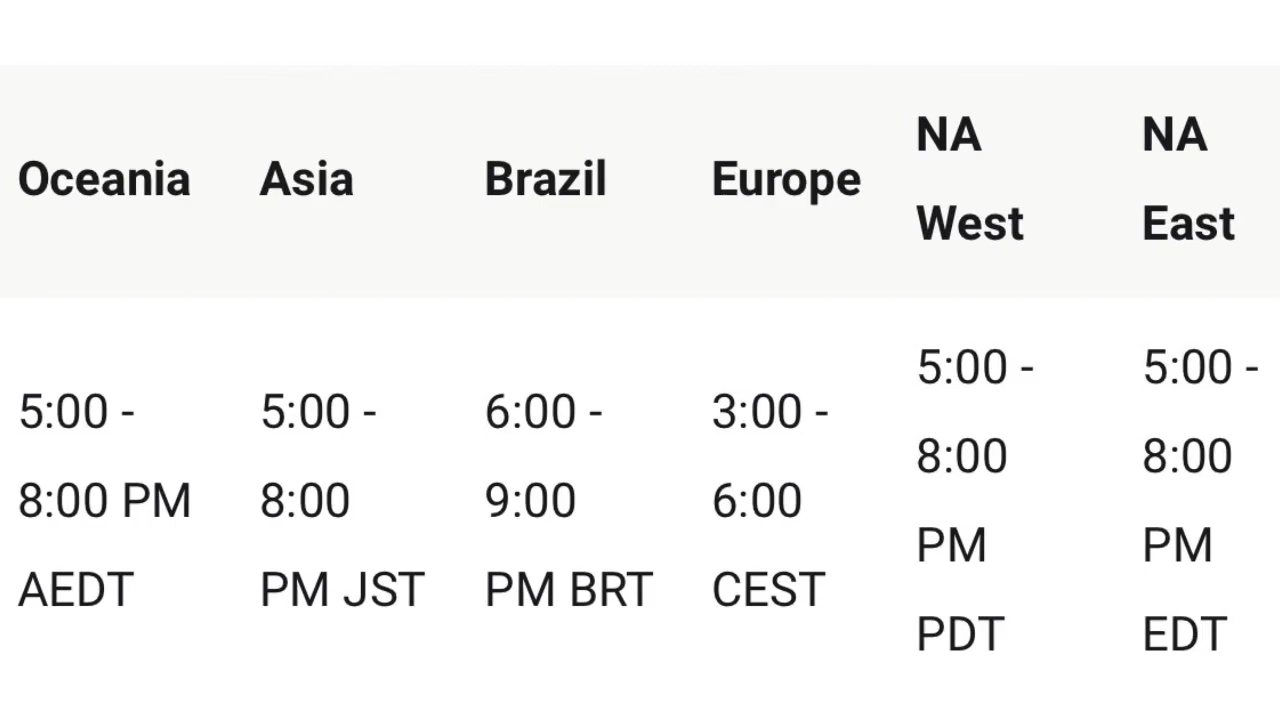 Oceania
Asia
Brazil
Europe
NA
West
NA
East
5:00 -
8:00 PM
AEDT
5:00 -
8:00
PM JST
6:00 -
9:00
PM BRT
3:00 -
6:00
CEST
5:00 -
8:00
PM
PDT
5:00 -
8:00
PM
EDT